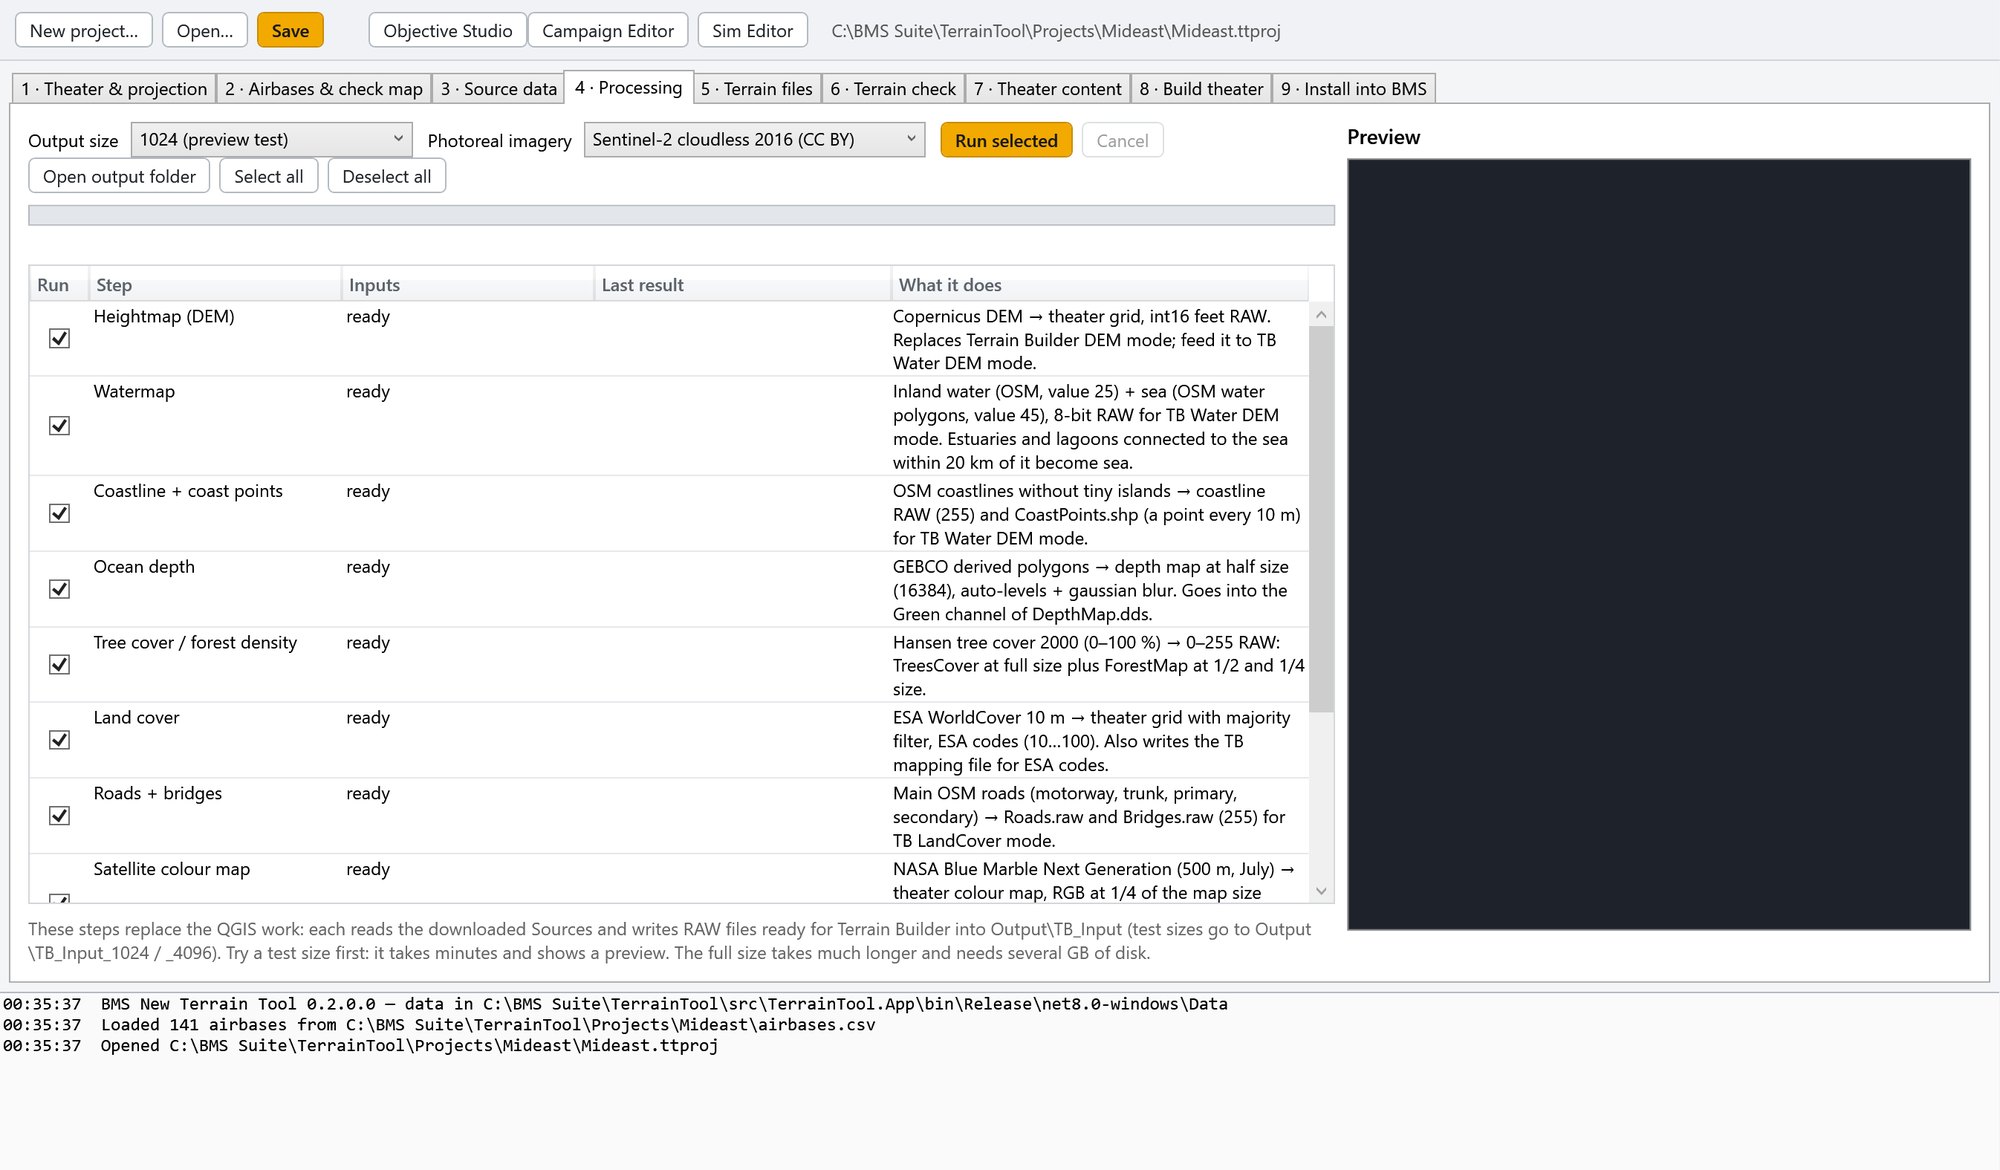 New project... Open... Save Objective Studio Campaign Editor Sim Editor C:\BMS Suite\TerrainTool\Projects\Mideast\Mideast.ttproj
1 · Theater & projection 2 · Airbases & check map 3 · Source data 4 · Processing 5 · Terrain files 6 · Terrain check 7 · Theater content 8 · Build theater 9 · Install into BMS
Output size 1024 (preview test) Photoreal imagery Sentinel-2 cloudless 2016 (CC BY) Run selected Cancel
Open output folder Select all Deselect all
Preview
Run Step Inputs Last result What it does
Heightmap (DEM) ready Copernicus DEM → theater grid, int16 feet RAW.
Replaces Terrain Builder DEM mode; feed it to TB
Water DEM mode.
Watermap ready Inland water (OSM, value 25) + sea (OSM water
polygons, value 45), 8-bit RAW for TB Water DEM
mode. Estuaries and lagoons connected to the sea
within 20 km of it become sea.
Coastline + coast points ready OSM coastlines without tiny islands → coastline
RAW (255) and CoastPoints.shp (a point every 10 m)
for TB Water DEM mode.
Ocean depth ready GEBCO derived polygons → depth map at half size
(16384), auto-levels + gaussian blur. Goes into the
Green channel of DepthMap.dds.
Tree cover / forest density ready Hansen tree cover 2000 (0–100 %) → 0–255 RAW:
TreesCover at full size plus ForestMap at 1/2 and 1/4
size.
Land cover ready ESA WorldCover 10 m → theater grid with majority
filter, ESA codes (10…100). Also writes the TB
mapping file for ESA codes.
Roads + bridges ready Main OSM roads (motorway, trunk, primary,
secondary) → Roads.raw and Bridges.raw (255) for
TB LandCover mode.
Satellite colour map ready NASA Blue Marble Next Generation (500 m, July) →
theater colour map, RGB at 1/4 of the map size
These steps replace the QGIS work: each reads the downloaded Sources and writes RAW files ready for Terrain Builder into Output\TB_Input (test sizes go to Output
\TB_Input_1024 / _4096). Try a test size first: it takes minutes and shows a preview. The full size takes much longer and needs several GB of disk.
00:35:37 BMS New Terrain Tool 0.2.0.0 — data in C:\BMS Suite\TerrainTool\src\TerrainTool.App\bin\Release\net8.0-windows\Data
00:35:37 Loaded 141 airbases from C:\BMS Suite\TerrainTool\Projects\Mideast\airbases.csv
00:35:37 Opened C:\BMS Suite\TerrainTool\Projects\Mideast\Mideast.ttproj